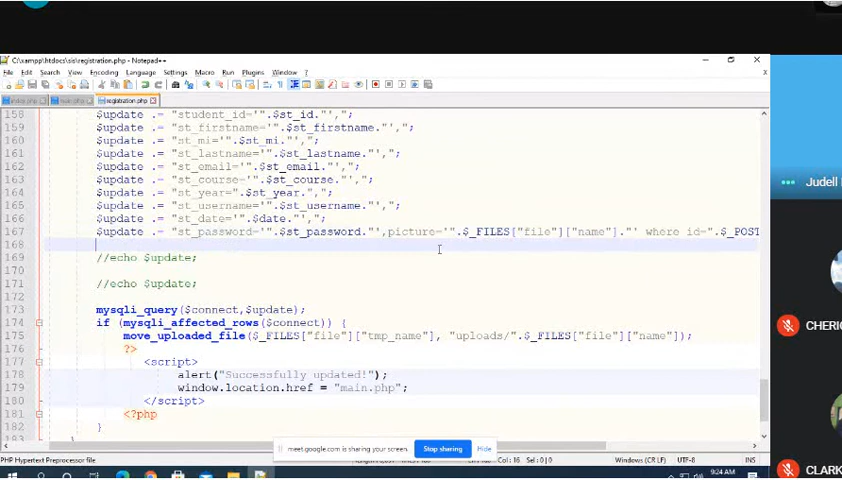 C:\xampp\htdocs\sis\registration.php - Notepad++
File Edit Search View Encoding Language Settings Macro Run Plugins Window ?
registration.php
158 $update .= "student_id='".$st_id."',";
159 $update .= "st_firstname='".$st_firstname."',";
160 $update .= "st_mi='".$st_mi."',";
161 $update .= "st_lastname='".$st_lastname."',";
162 $update .= "st_email='".$st_email."',";
163 $update .= "st_course='".$st_course."',";
164 $update .= "st_year=".$st_year.",";
165 $update .= "st_username='".$st_username."',";
166 $update .= "st_date='".$date."',";
167 $update .= "st_password='".$st_password."',picture='".$_FILES["file"]["name"]."' where id=".$_POST
168
169 //echo $update;
170
171 //echo $update;
172
173 mysqli_query($connect,$update);
174 if (mysqli_affected_rows($connect)) {
175 move_uploaded_file($_FILES["file"]["tmp_name"], "uploads/".$_FILES["file"]["name"]);
176 ?>
177 <script>
178 alert("Successfully updated!");
179 window.location.href = "main.php";
180 </script>
181 <?php
182 }
183
meet.google.com is sharing your screen.
Stop sharing
Hide
PHP Hypertext Preprocessor file
Col : 16 Sel : 0 | 0
Windows (CR LF)
UTF-8
INS
9:24 AM
Judell
CHERIC
CLARK